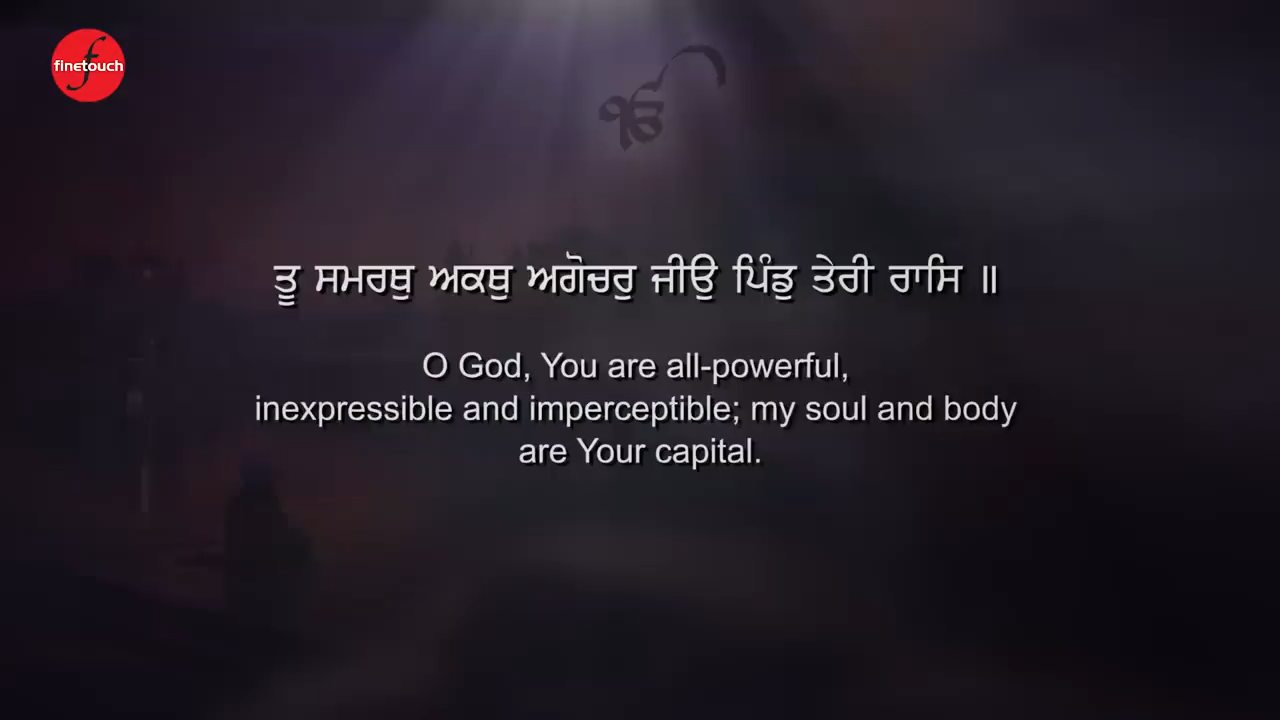 finetouch
ੴ
ਤੂ ਸਮਰਥੁ ਅਕਥੁ ਅਗੋਚਰੁ ਜੀਉ ਪਿੰਡੁ ਤੇਰੀ ਰਾਸਿ ॥
O God, You are all-powerful,
inexpressible and imperceptible; my soul and body
are Your capital.